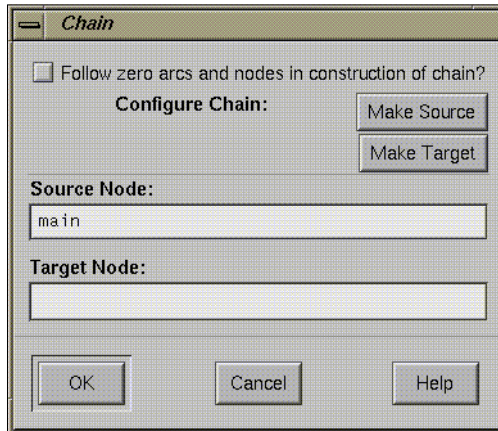 Chain
Follow zero arcs and nodes in construction of chain?
Configure Chain:
Make Source
Make Target
Source Node:
main
Target Node:
OK
Cancel
Help